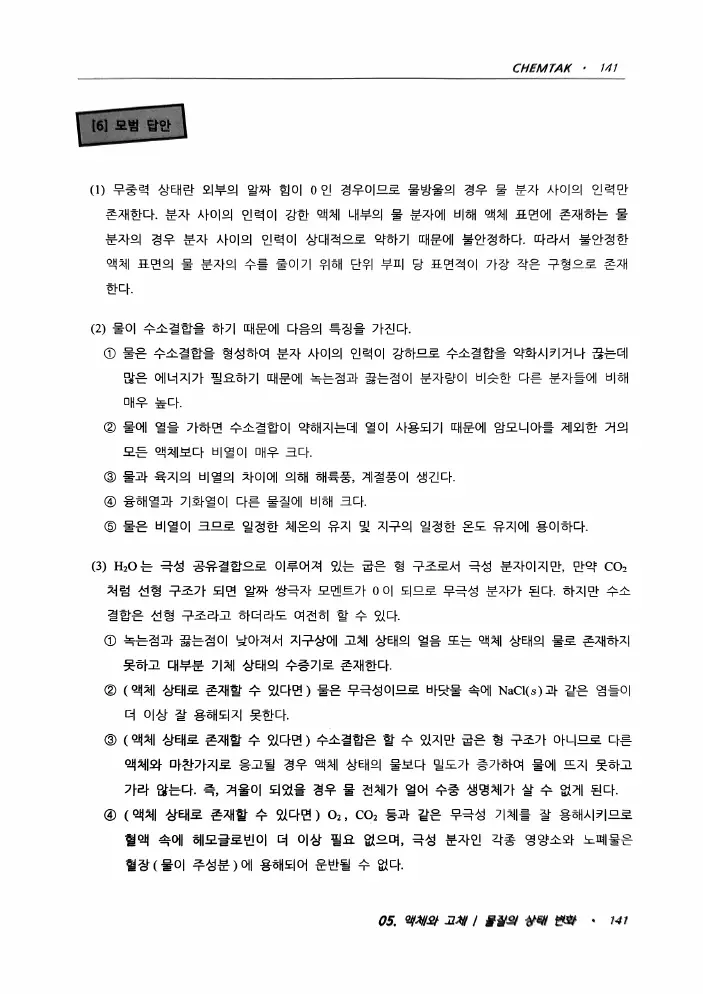 CHEMTAK · 141
[6] 모범 답안
(1) 무중력 상태란 외부의 알짜 힘이 0인 경우이므로 물방울의 경우 물 분자 사이의 인력만
존재한다. 분자 사이의 인력이 강한 액체 내부의 물 분자에 비해 액체 표면에 존재하는 물
분자의 경우 분자 사이의 인력이 상대적으로 약하기 때문에 불안정하다. 따라서 불안정한
액체 표면의 물 분자의 수를 줄이기 위해 단위 부피 당 표면적이 가장 작은 구형으로 존재
한다.
(2) 물이 수소결합을 하기 때문에 다음의 특징을 가진다.
① 물은 수소결합을 형성하여 분자 사이의 인력이 강하므로 수소결합을 약화시키거나 끊는데
많은 에너지가 필요하기 때문에 녹는점과 끓는점이 분자량이 비슷한 다른 분자들에 비해
매우 높다.
② 물에 열을 가하면 수소결합이 약해지는데 열이 사용되기 때문에 암모니아를 제외한 거의
모든 액체보다 비열이 매우 크다.
③ 물과 육지의 비열의 차이에 의해 해륙풍, 계절풍이 생긴다.
④ 융해열과 기화열이 다른 물질에 비해 크다.
⑤ 물은 비열이 크므로 일정한 체온의 유지 및 지구의 일정한 온도 유지에 용이하다.
(3) H₂O는 극성 공유결합으로 이루어져 있는 굽은 형 구조로서 극성 분자이지만, 만약 CO₂
처럼 선형 구조가 되면 알짜 쌍극자 모멘트가 0이 되므로 무극성 분자가 된다. 하지만 수소
결합은 선형 구조라고 하더라도 여전히 할 수 있다.
① 녹는점과 끓는점이 낮아져서 지구상에 고체 상태의 얼음 또는 액체 상태의 물로 존재하지
못하고 대부분 기체 상태의 수증기로 존재한다.
② (액체 상태로 존재할 수 있다면) 물은 무극성이므로 바닷물 속에 NaCl(s)과 같은 염들이
더 이상 잘 용해되지 못한다.
③ (액체 상태로 존재할 수 있다면) 수소결합은 할 수 있지만 굽은 형 구조가 아니므로 다른
액체와 마찬가지로 응고될 경우 액체 상태의 물보다 밀도가 증가하여 물에 뜨지 못하고
가라 않는다. 즉, 겨울이 되었을 경우 물 전체가 얼어 수중 생명체가 살 수 없게 된다.
④ (액체 상태로 존재할 수 있다면) O₂, CO₂ 등과 같은 무극성 기체를 잘 용해시키므로
혈액 속에 헤모글로빈이 더 이상 필요 없으며, 극성 분자인 각종 영양소와 노폐물은
혈장(물이 주성분)에 용해되어 운반될 수 없다.
05. 액체와 고체 / 물질의 상태 변화 · 141